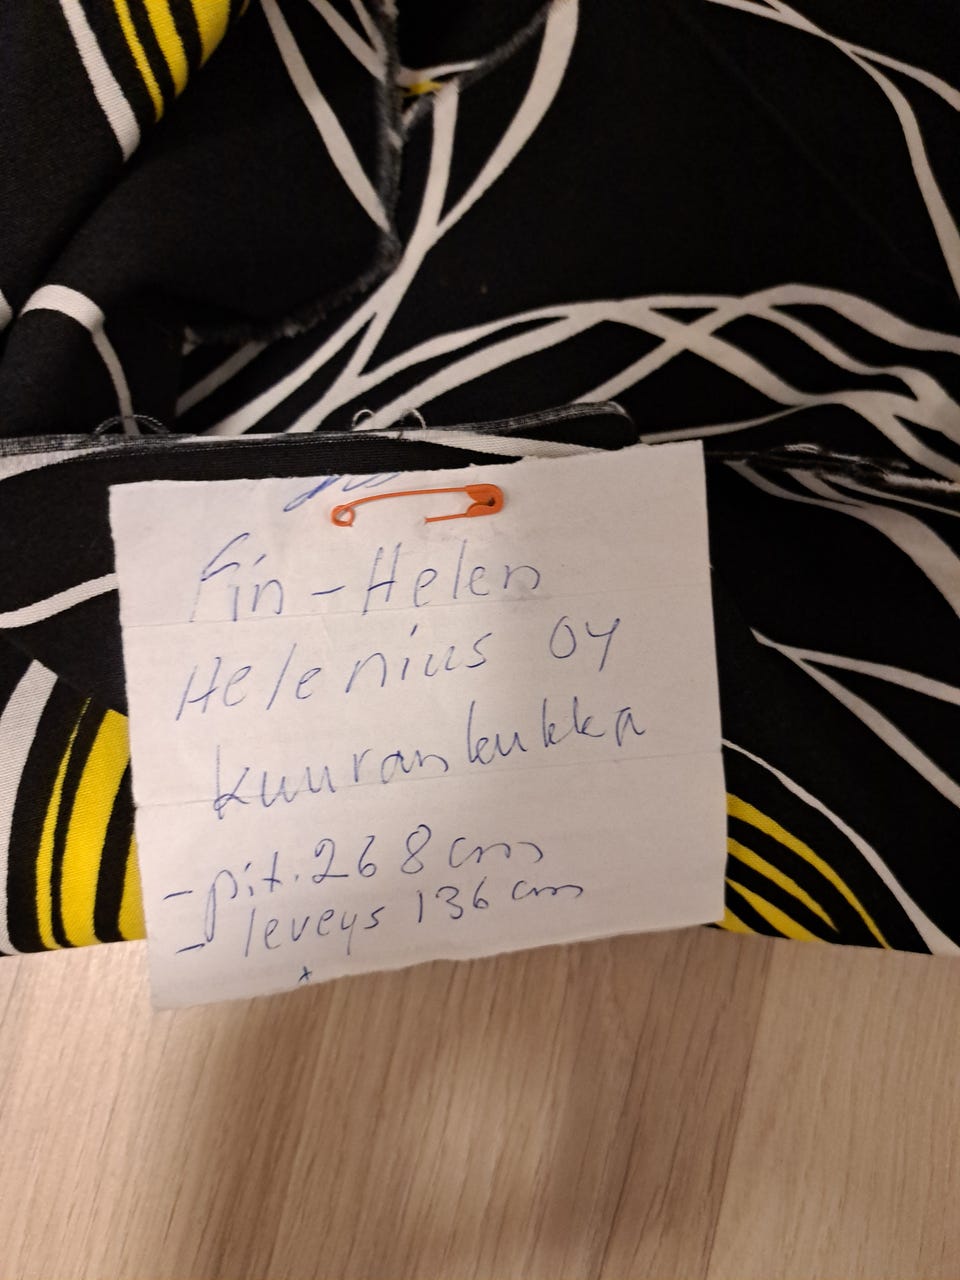 Fin-Helen
Helenius Oy
Kuurankukka
- pit. 268 cm
- leveys 136 cm